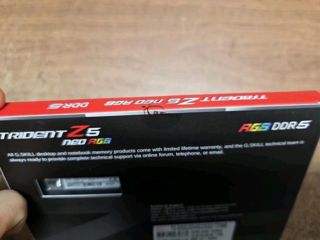 TRIDENT Z5 NEO RGB DDR5
TRIDENT Z5
NEO RGB
RGB DDR5
All G.SKILL desktop and notebook memory products come with limited lifetime warranty, and the G.SKILL technical team is
always ready to provide complete technical support via online forum, telephone, or email.